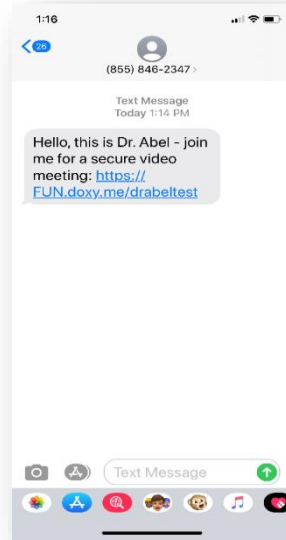 1:16
26
(855) 846-2347 >
Text Message
Today 1:14 PM
Hello, this is Dr. Abel - join
me for a secure video
meeting: https://
FUN.doxy.me/drabeltest
Text Message